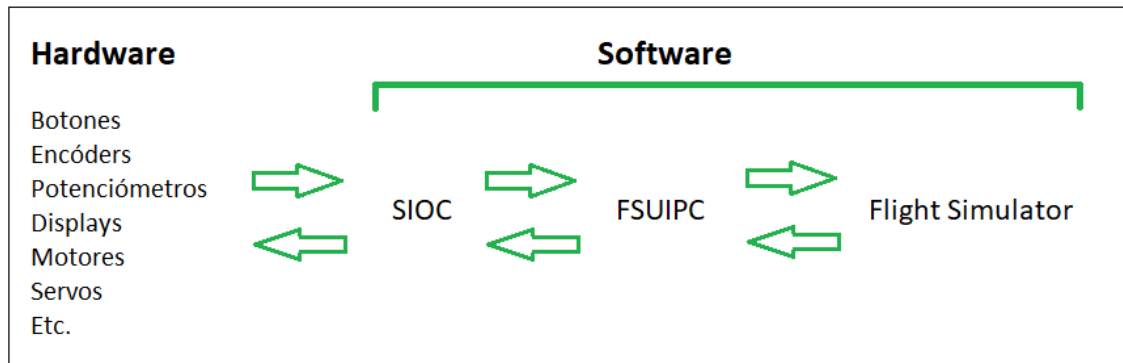 Hardware
Software
Botones
Encóders
Potenciómetros
Displays
Motores
Servos
Etc.
SIOC
FSUIPC
Flight Simulator